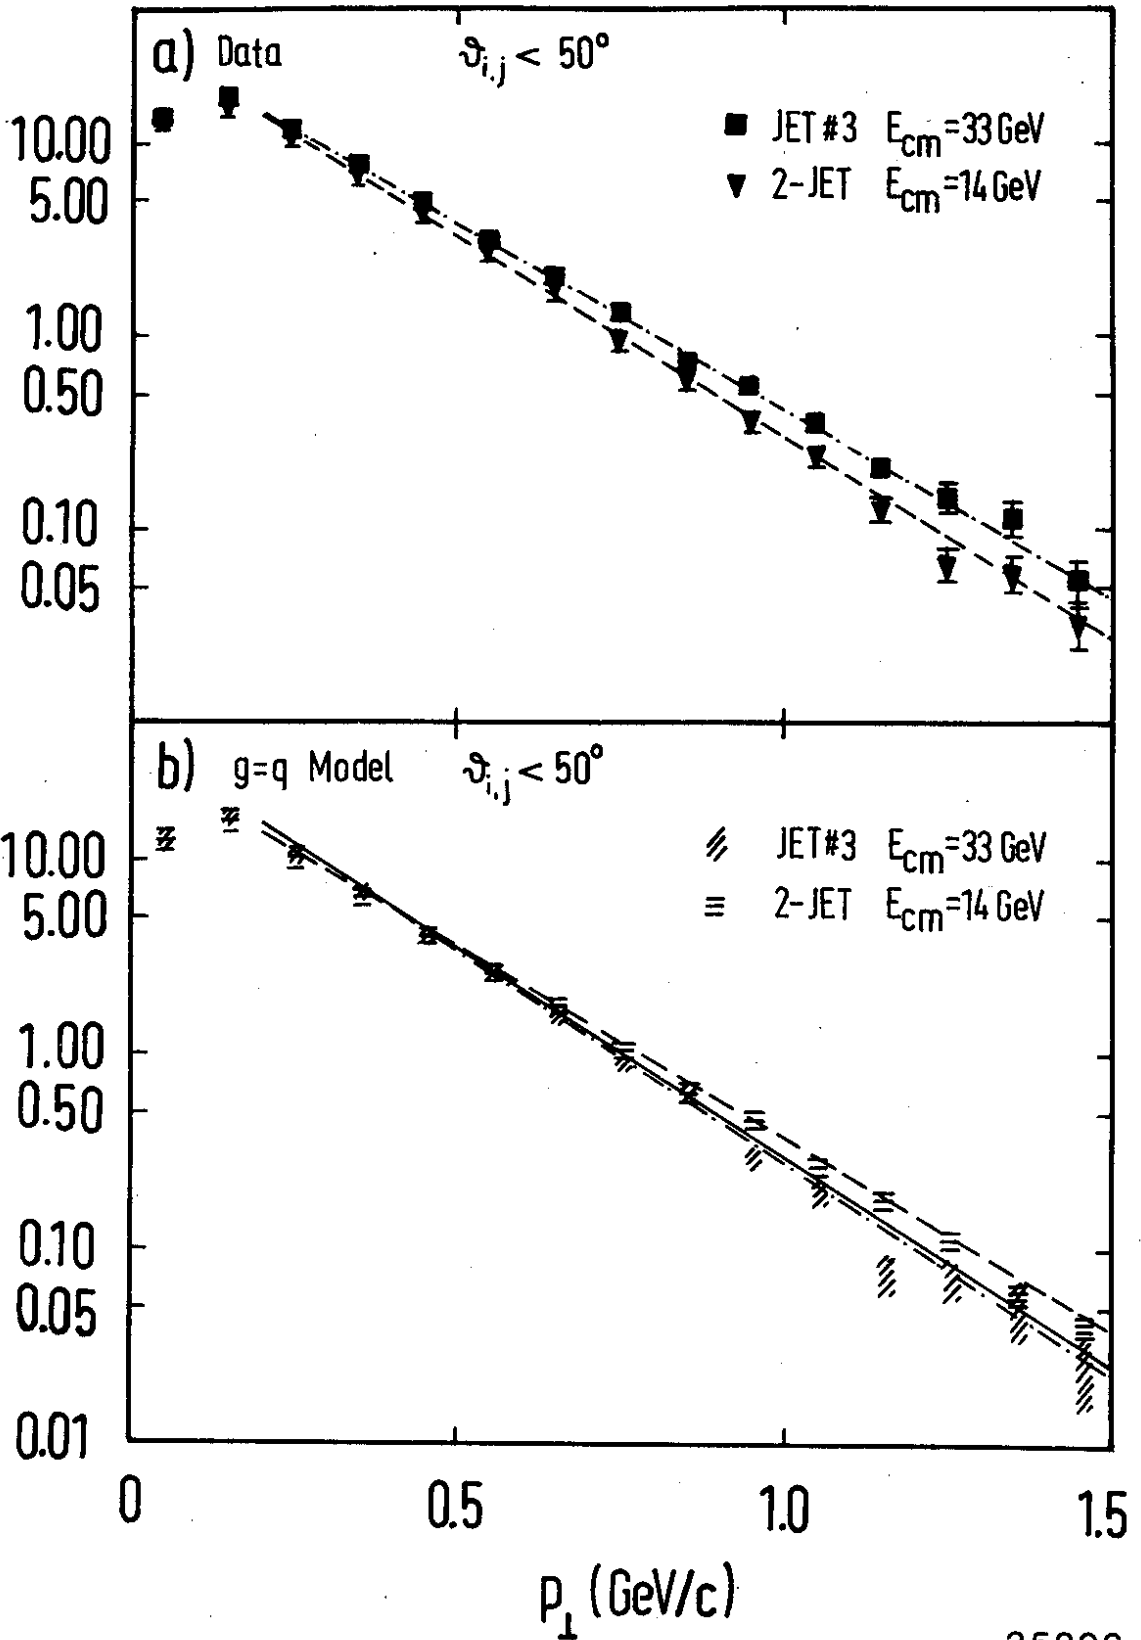 a) Data ϑi,j < 50°
■ JET #3 Ecm=33 GeV
▼ 2-JET Ecm=14 GeV
10.00
5.00
1.00
0.50
0.10
0.05
b) g=q Model ϑi,j < 50°
JET#3 Ecm=33 GeV
2-JET Ecm=14 GeV
10.00
5.00
1.00
0.50
0.10
0.05
0.01
0 0.5 1.0 1.5
p⊥ (GeV/c)